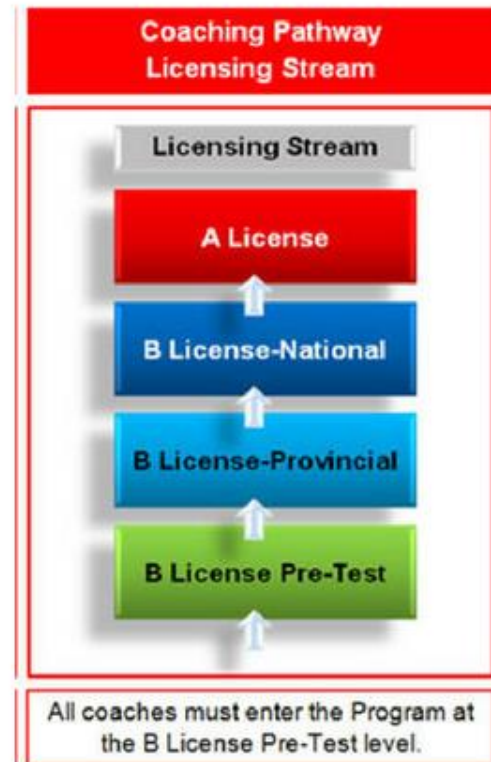 Coaching Pathway
Licensing Stream
Licensing Stream
A License
B License-National
B License-Provincial
B License Pre-Test
All coaches must enter the Program at
the B License Pre-Test level.